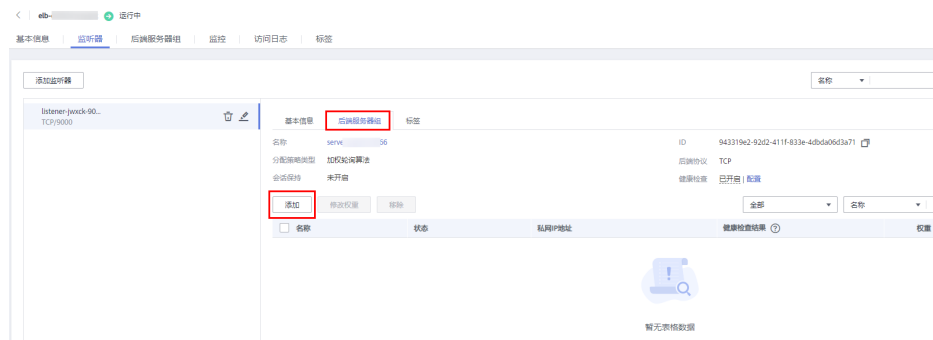 elb- 运行中
基本信息 监听器 后端服务器组 监控 访问日志 标签
添加监听器 名称
listener-jwxck-90...
TCP/9000
基本信息 后端服务器组 标签
名称 serve 66 ID 943319e2-92d2-411f-833e-4dbda06d3a71
分配策略类型 加权轮询算法 后端协议 TCP
会话保持 未开启 健康检查 已开启 | 配置
添加 修改权重 移除 全部 名称
名称 状态 私网IP地址 健康检查结果 ? 权重
暂无表格数据